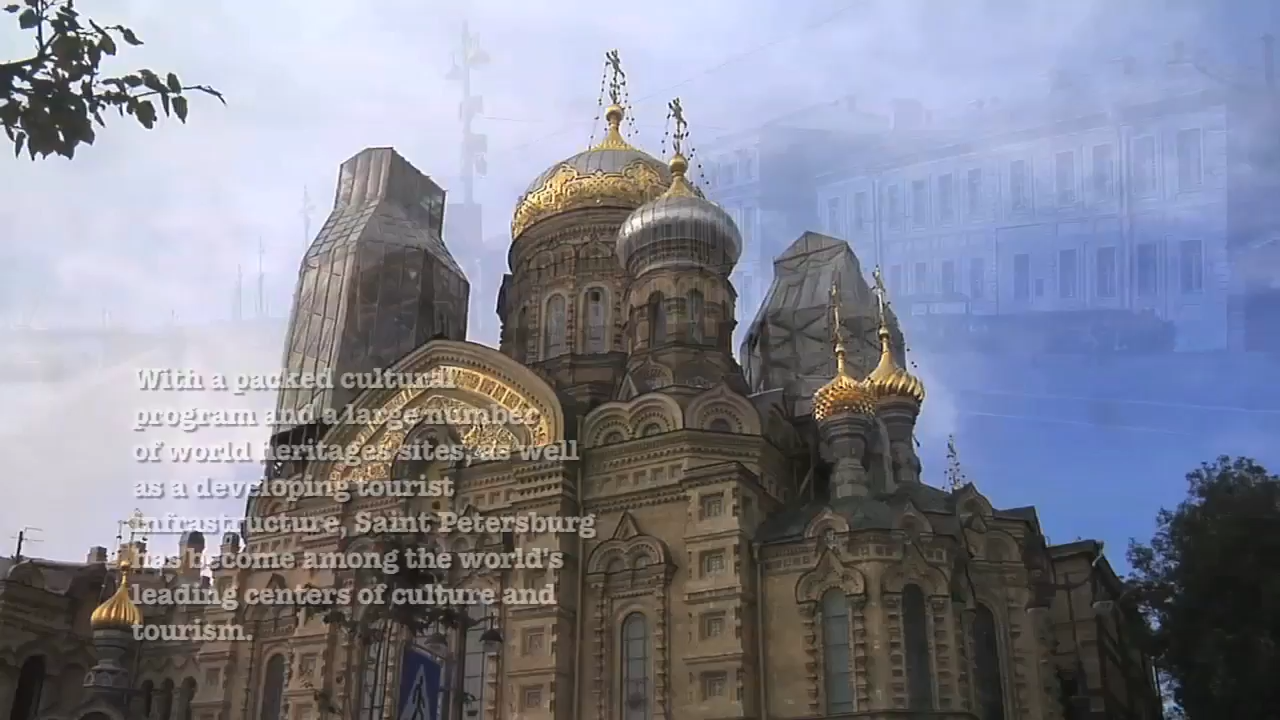 With a packed cultural
program and a large number
of world heritages sites, as well
as a developing tourist
infrastructure, Saint Petersburg
has become among the world's
leading centers of culture and
tourism.